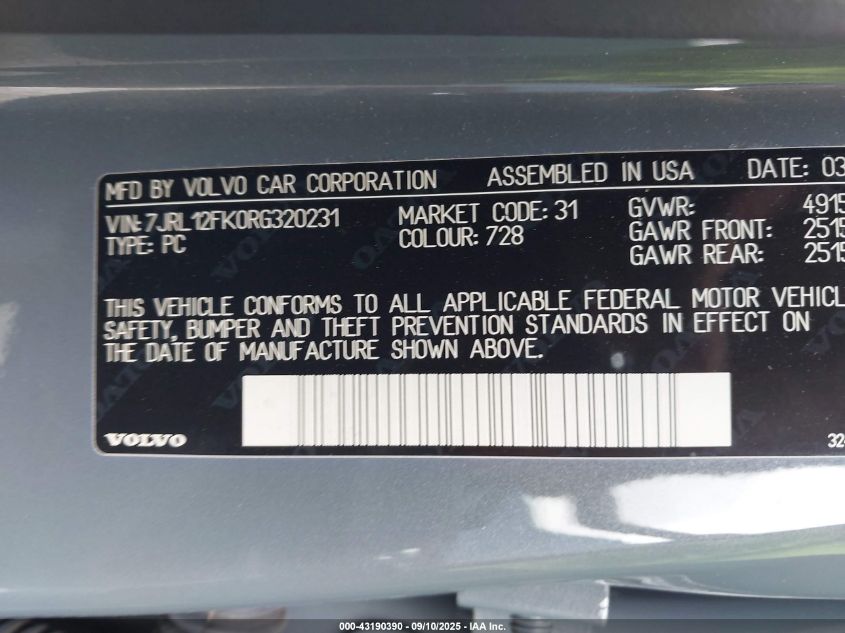 MFD BY VOLVO CAR CORPORATION ASSEMBLED IN USA DATE: 03
VIN: 7JRL12FK0RG320231 MARKET CODE: 31 GVWR: 4915
TYPE: PC COLOUR: 728 GAWR FRONT: 2515
GAWR REAR: 2515
THIS VEHICLE CONFORMS TO ALL APPLICABLE FEDERAL MOTOR VEHICL
SAFETY, BUMPER AND THEFT PREVENTION STANDARDS IN EFFECT ON
THE DATE OF MANUFACTURE SHOWN ABOVE.
VOLVO 32
000-43190390 - 09/10/2025 - IAA Inc.